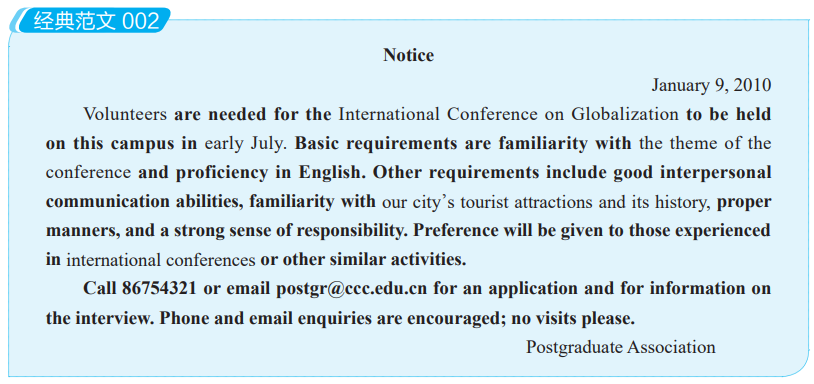 经典范文 002
Notice
January 9, 2010
Volunteers are needed for the International Conference on Globalization to be held
on this campus in early July. Basic requirements are familiarity with the theme of the
conference and proficiency in English. Other requirements include good interpersonal
communication abilities, familiarity with our city's tourist attractions and its history, proper
manners, and a strong sense of responsibility. Preference will be given to those experienced
in international conferences or other similar activities.
Call 86754321 or email postgr@ccc.edu.cn for an application and for information on
the interview. Phone and email enquiries are encouraged; no visits please.
Postgraduate Association